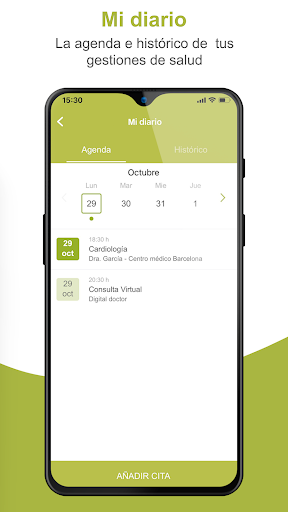 Mi diario
La agenda e histórico de tus
gestiones de salud
15:30
Mi diario
Agenda
Histórico
Octubre
Lun Mar Mie Jue
29 30 31 1
29
oct
18:30 h
Cardiología
Dra. García - Centro médico Barcelona
29
oct
20:30 h
Consulta Virtual
Digital doctor
AÑADIR CITA